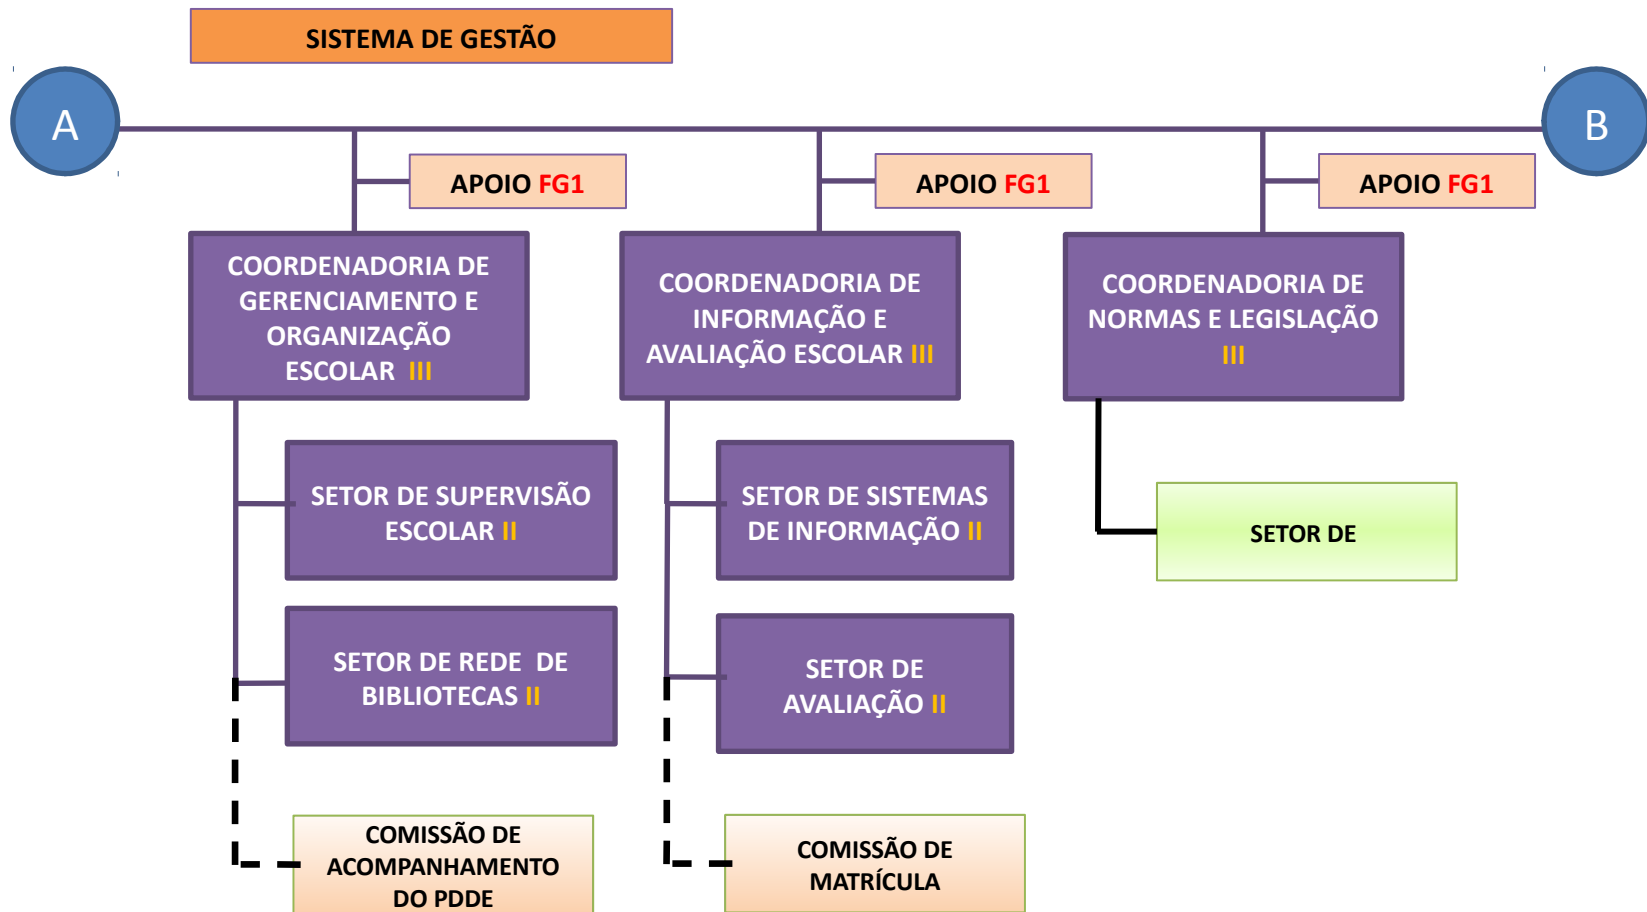 SISTEMA DE GESTÃO
A
B
APOIO FG1
APOIO FG1
APOIO FG1
COORDENADORIA DE
GERENCIAMENTO E
ORGANIZAÇÃO
ESCOLAR III
COORDENADORIA DE
INFORMAÇÃO E
AVALIAÇÃO ESCOLAR III
COORDENADORIA DE
NORMAS E LEGISLAÇÃO
III
SETOR DE SUPERVISÃO
ESCOLAR II
SETOR DE SISTEMAS
DE INFORMAÇÃO II
SETOR DE
SETOR DE REDE DE
BIBLIOTECAS II
SETOR DE
AVALIAÇÃO II
COMISSÃO DE
ACOMPANHAMENTO
DO PDDE
COMISSÃO DE
MATRÍCULA